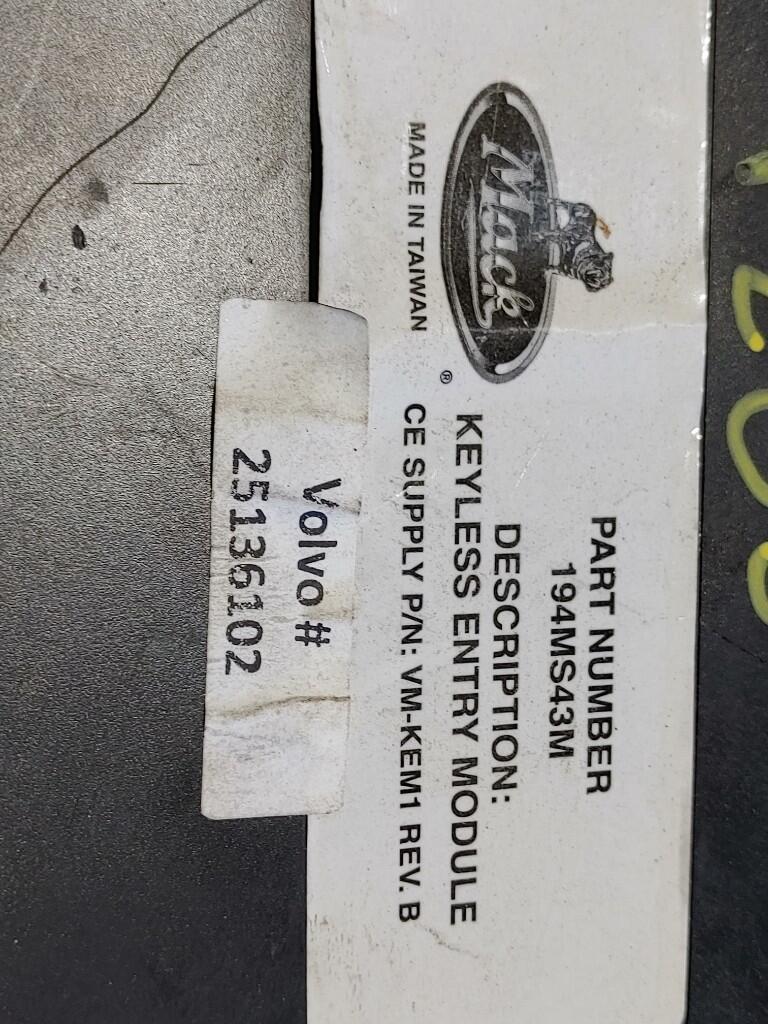 Mack
®
MADE IN TAIWAN
PART NUMBER
194MS43M
DESCRIPTION:
KEYLESS ENTRY MODULE
CE SUPPLY P/N: VM-KEM1 REV. B
Volvo #
25136102